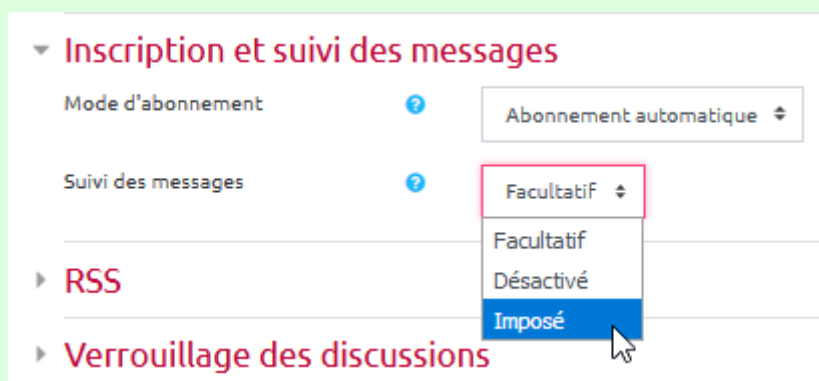 Inscription et suivi des messages
Mode d'abonnement
Abonnement automatique
Suivi des messages
Facultatif
Facultatif
Désactivé
Imposé
RSS
Verrouillage des discussions